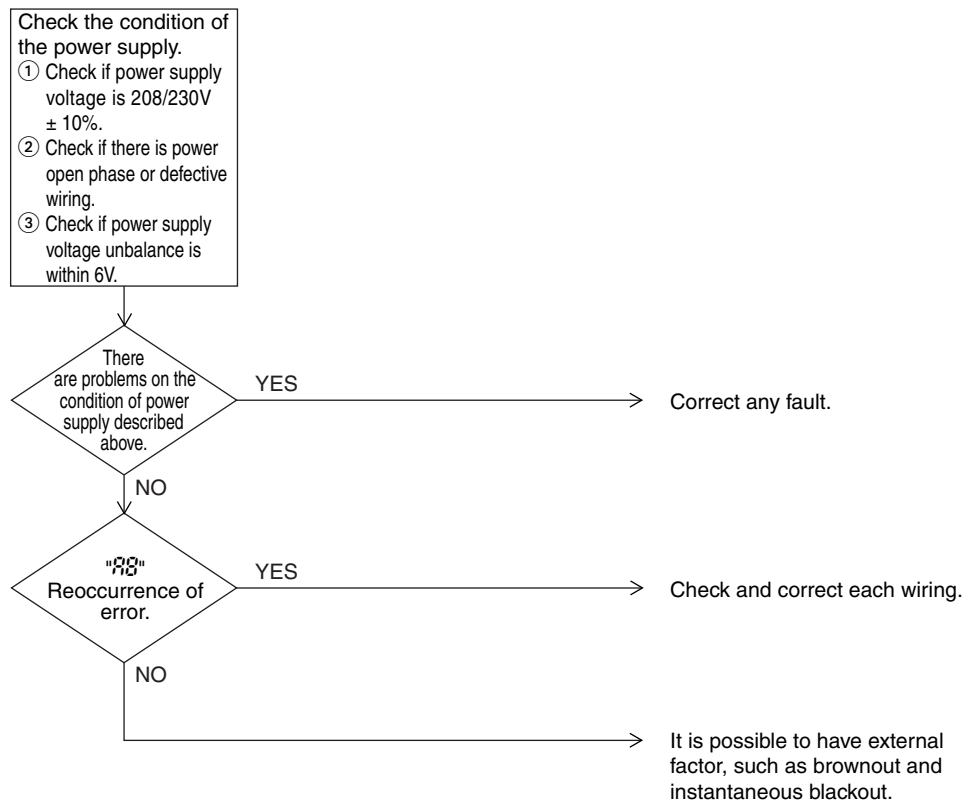 Check the condition of
the power supply.
① Check if power supply
voltage is 208/230V
± 10%.
② Check if there is power
open phase or defective
wiring.
③ Check if power supply
voltage unbalance is
within 6V.
There
are problems on the
condition of power
supply described
above.
YES
Correct any fault.
NO
"A8"
Reoccurrence of
error.
YES
Check and correct each wiring.
NO
It is possible to have external
factor, such as brownout and
instantaneous blackout.